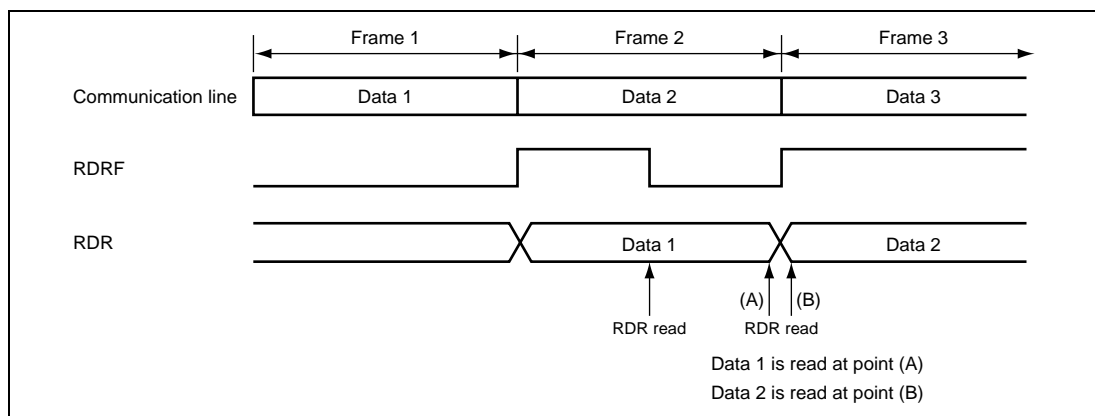 Frame 1 Frame 2 Frame 3
Communication line Data 1 Data 2 Data 3
RDRF
RDR Data 1 Data 2
(A) (B)
RDR read RDR read
Data 1 is read at point (A)
Data 2 is read at point (B)